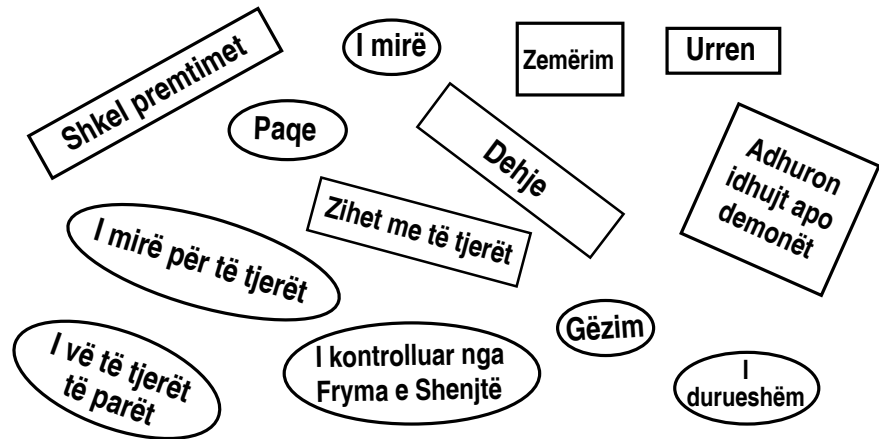 Shkel premtimet
I mirë
Zemërim
Urren
Paqe
Dehje
Adhuron
idhujt apo
demonët
Zihet me të tjerët
I mirë për të tjerët
Gëzim
I vë të tjerët
të parët
I kontrolluar nga
Fryma e Shenjtë
I
durueshëm